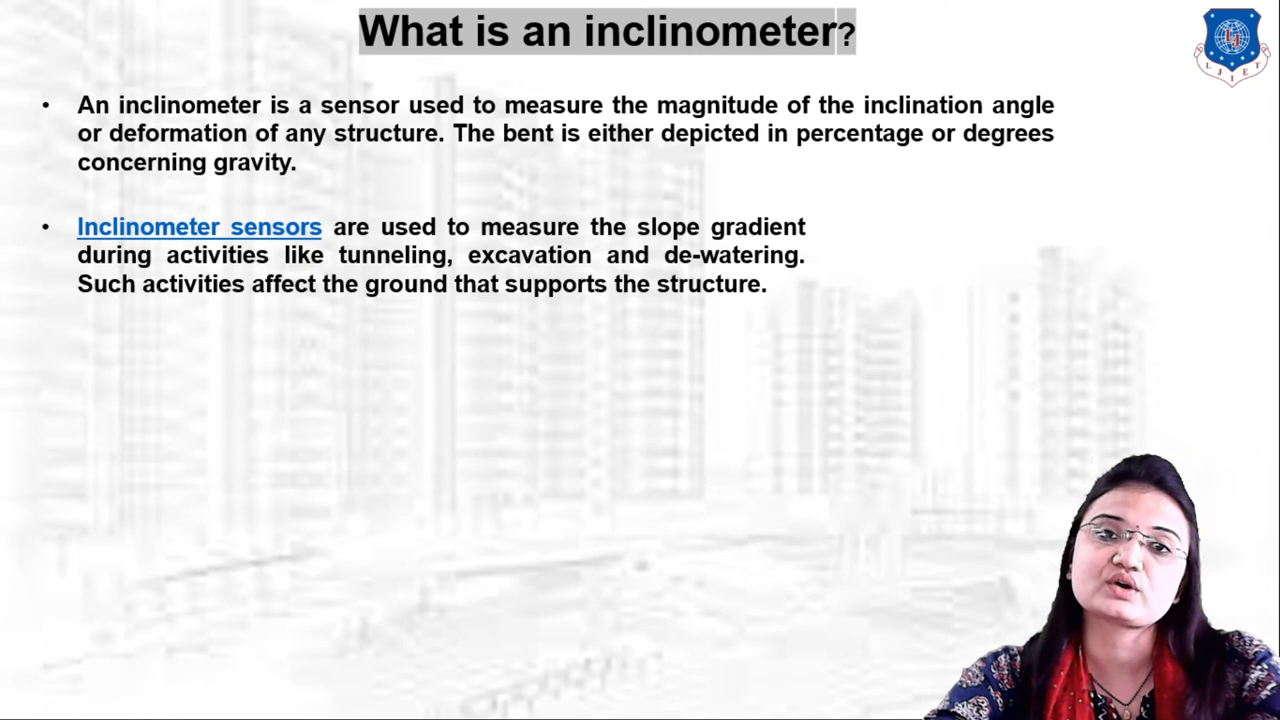 What is an inclinometer?
• An inclinometer is a sensor used to measure the magnitude of the inclination angle
or deformation of any structure. The bent is either depicted in percentage or degrees
concerning gravity.
• Inclinometer sensors are used to measure the slope gradient
during activities like tunneling, excavation and de-watering.
Such activities affect the ground that supports the structure.
LJIET